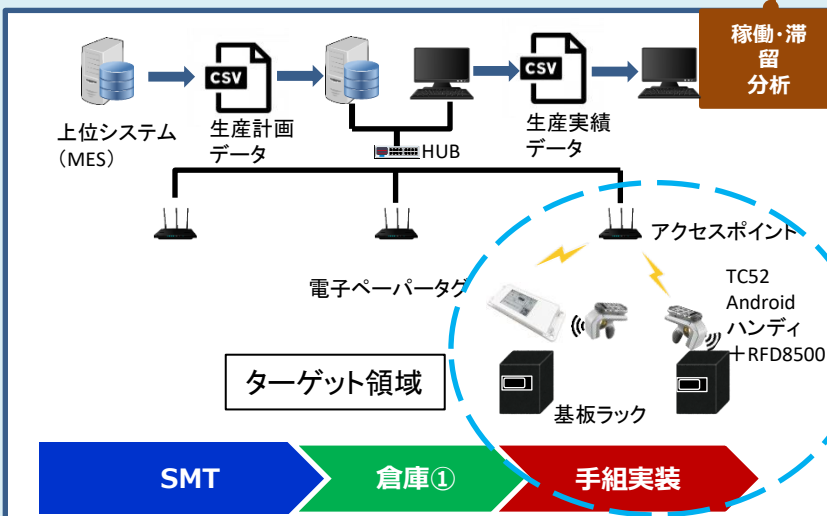 稼働・滞
留
分析
CSV
CSV
上位システム
（MES）
生産計画
データ
HUB
生産実績
データ
アクセスポイント
電子ペーパータグ
TC52
Android
ハンディ
＋RFD8500
ターゲット領域
基板ラック
SMT
倉庫①
手組実装